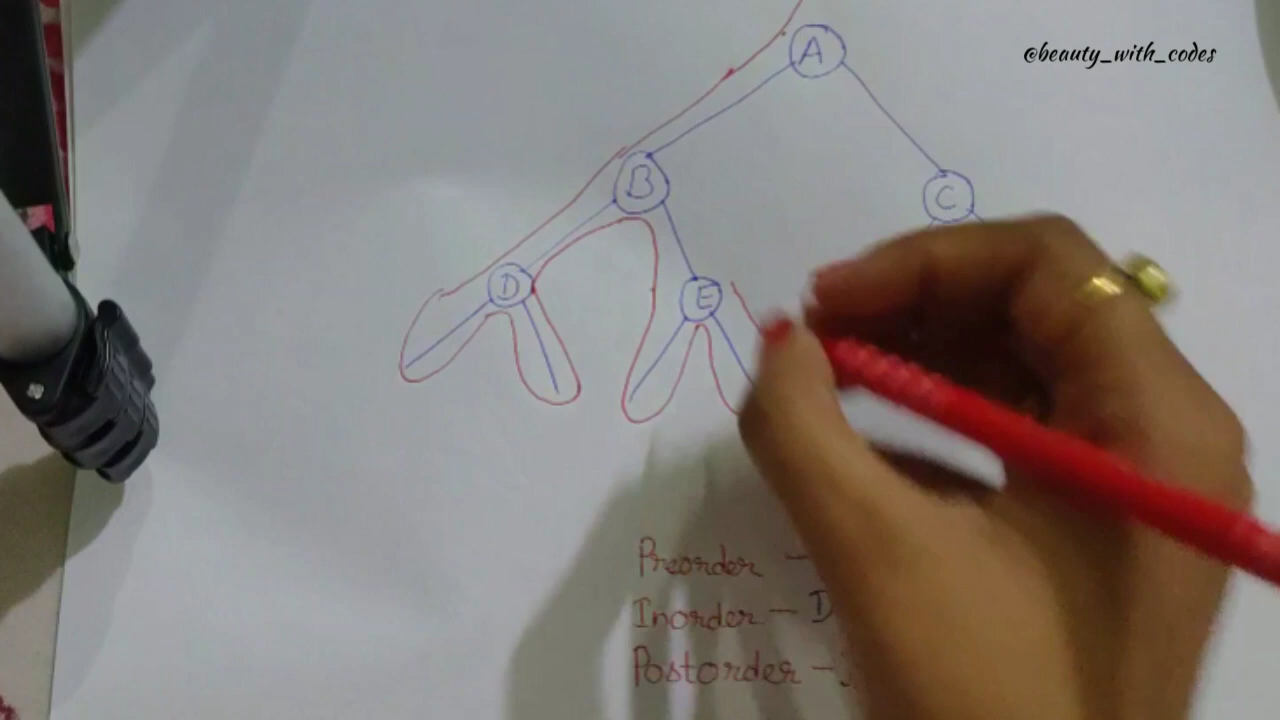 @beauty_with_codes
A
B
C
D
E
Preorder -
Inorder - D
Postorder -